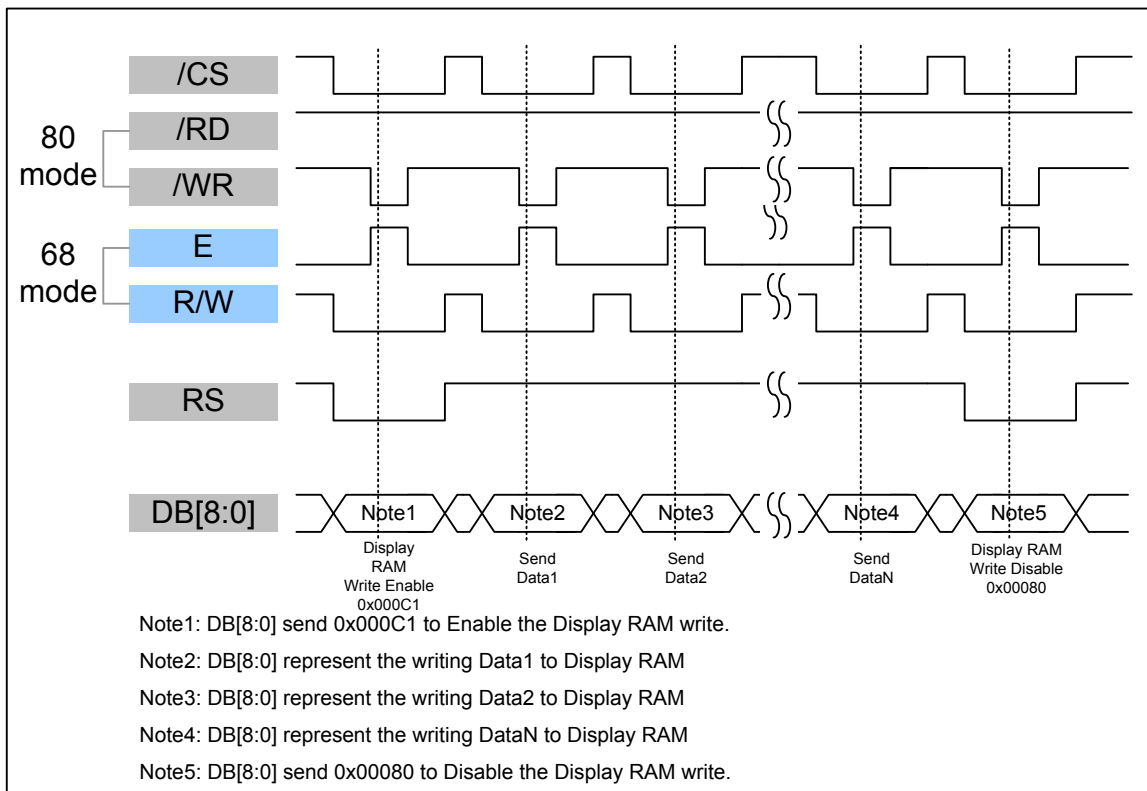 /CS
80
mode
/RD
/WR
68
mode
E
R/W
RS
DB[8:0]
Note1
Note2
Note3
Note4
Note5
Display
RAM
Write Enable
0x000C1
Send
Data1
Send
Data2
Send
DataN
Display RAM
Write Disable
0x00080
Note1: DB[8:0] send 0x000C1 to Enable the Display RAM write.
Note2: DB[8:0] represent the writing Data1 to Display RAM
Note3: DB[8:0] represent the writing Data2 to Display RAM
Note4: DB[8:0] represent the writing DataN to Display RAM
Note5: DB[8:0] send 0x00080 to Disable the Display RAM write.